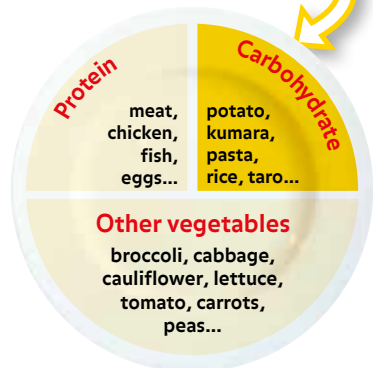 Protein
meat,
chicken,
fish,
eggs...
Carbohydrate
potato,
kumara,
pasta,
rice, taro...
Other vegetables
broccoli, cabbage,
cauliflower, lettuce,
tomato, carrots,
peas...